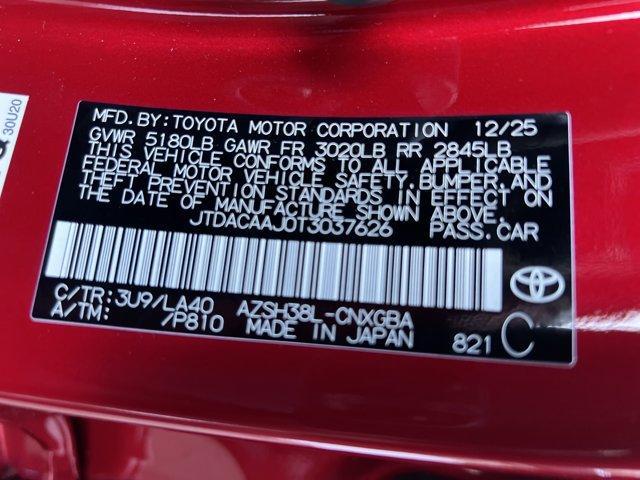 MFD.BY:TOYOTA MOTOR CORPORATION 12/25
GVWR 5180LB GAWR FR 3020LB RR 2845LB
THIS VEHICLE CONFORMS TO ALL APPLICABLE
FEDERAL MOTOR VEHICLE SAFETY,BUMPER,AND
THEFT PREVENTION STANDARDS IN EFFECT ON
THE DATE OF MANUFACTURE SHOWN ABOVE.
JTDACAAJ0T3037626 PASS.CAR
C/TR:3U9/LA40 AZSH38L-CNXGBA
A/TM: /P810 MADE IN JAPAN 821 C
30U20